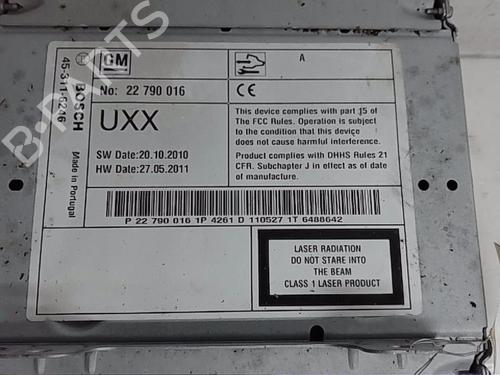 GM
A
No: 22 790 016
CE
UXX
SW Date:20.10.2010
HW Date:27.05.2011
This device complies with part 15 of
The FCC Rules. Operation is subject
to the condition that this device
does not cause harmful interference.
Product complies with DHHS Rules 21
CFR. Subchapter J in effect as of date
of manufacture.
BOSCH
Made in Portugal
P 22 790 016 1P 4261 D 110527 1T 6488642
LASER RADIATION
DO NOT STARE INTO
THE BEAM
CLASS 1 LASER PRODUCT
B-PARTS